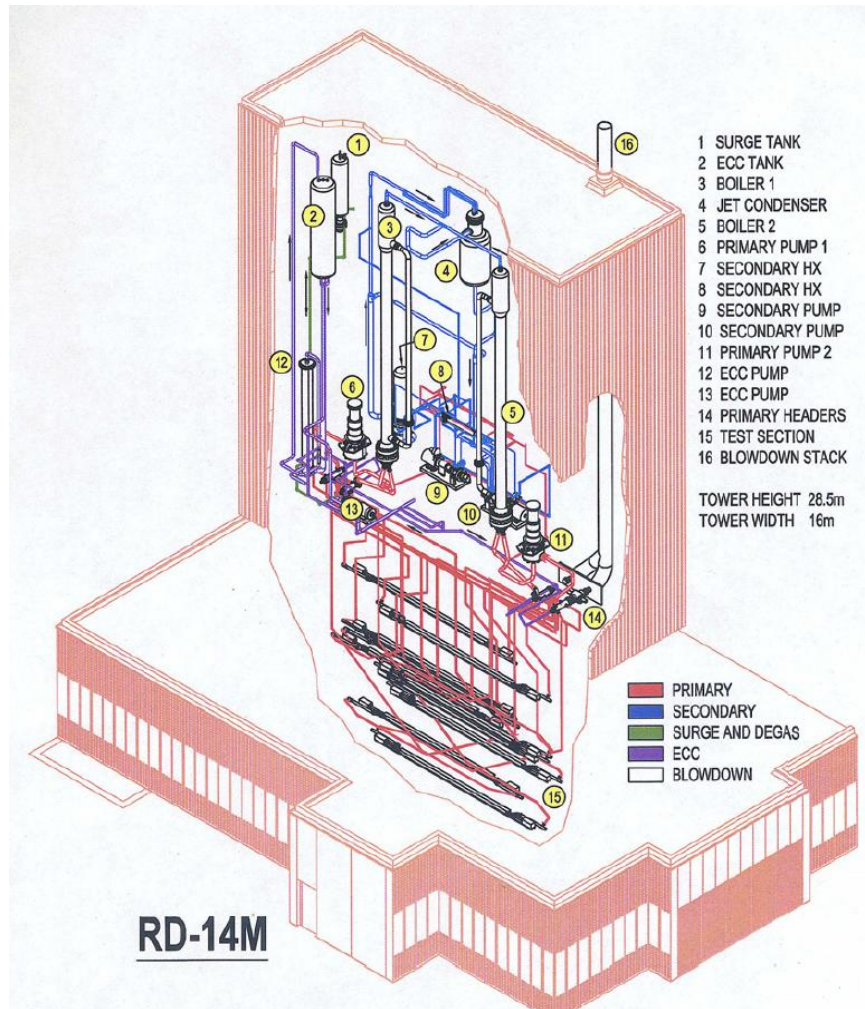 1
2
3
4
5
6
7
8
9
10
11
12
13
14
15
16
1 SURGE TANK
2 ECC TANK
3 BOILER 1
4 JET CONDENSER
5 BOILER 2
6 PRIMARY PUMP 1
7 SECONDARY HX
8 SECONDARY HX
9 SECONDARY PUMP
10 SECONDARY PUMP
11 PRIMARY PUMP 2
12 ECC PUMP
13 ECC PUMP
14 PRIMARY HEADERS
15 TEST SECTION
16 BLOWDOWN STACK
TOWER HEIGHT 28.5m
TOWER WIDTH 16m
PRIMARY
SECONDARY
SURGE AND DEGAS
ECC
BLOWDOWN
RD-14M